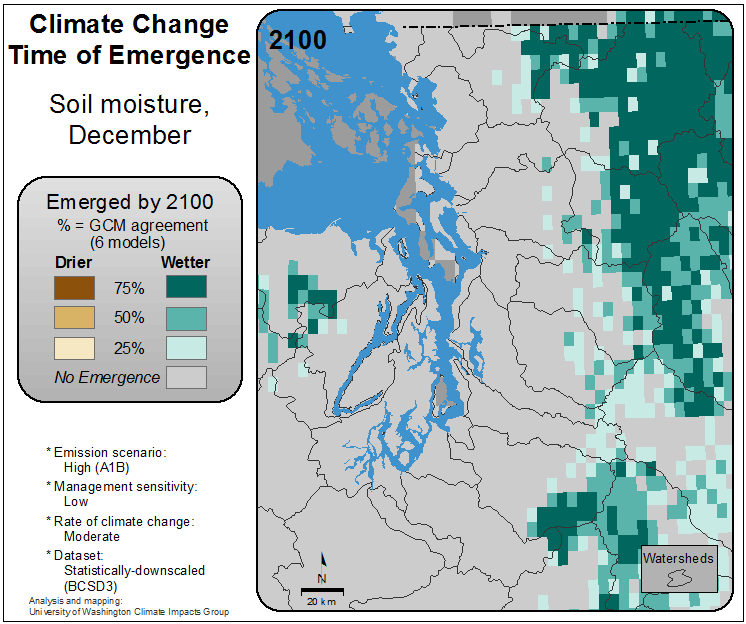 Climate Change
Time of Emergence
Soil moisture,
December
Emerged by 2100
% = GCM agreement
(6 models)
Drier Wetter
75%
50%
25%
No Emergence
* Emission scenario:
High (A1B)
* Management sensitivity:
Low
* Rate of climate change:
Moderate
* Dataset:
Statistically-downscaled
(BCSD3)
Analysis and mapping:
University of Washington Climate Impacts Group
2100
N
20 km
Watersheds